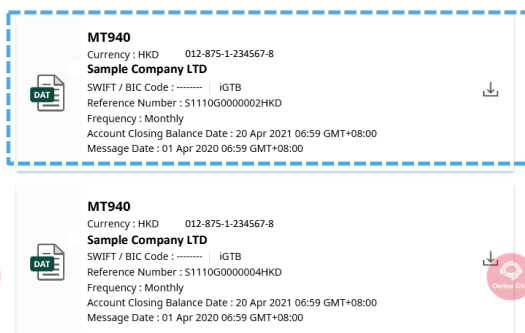 MT940
Currency : HKD 012-875-1-234567-8
Sample Company LTD
DAT
SWIFT / BIC Code : -------- iGTB
Reference Number : S1110G0000002HKD
Frequency : Monthly
Account Closing Balance Date : 20 Apr 2021 06:59 GMT+08:00
Message Date : 01 Apr 2020 06:59 GMT+08:00
MT940
Currency : HKD 012-875-1-234567-8
Sample Company LTD
DAT
SWIFT / BIC Code : -------- iGTB
Reference Number : S1110G0000004HKD
Frequency : Monthly
Account Closing Balance Date : 20 Apr 2021 06:59 GMT+08:00
Message Date : 01 Apr 2020 06:59 GMT+08:00
Online Ch